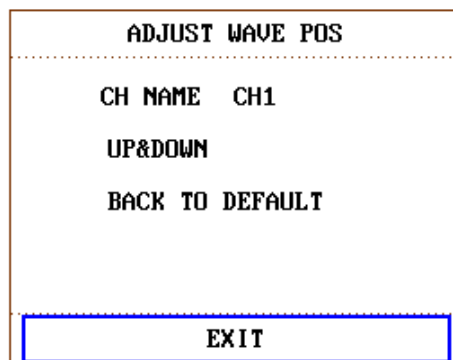 ADJUST WAVE POS
CH NAME CH1
UP&DOWN
BACK TO DEFAULT
EXIT